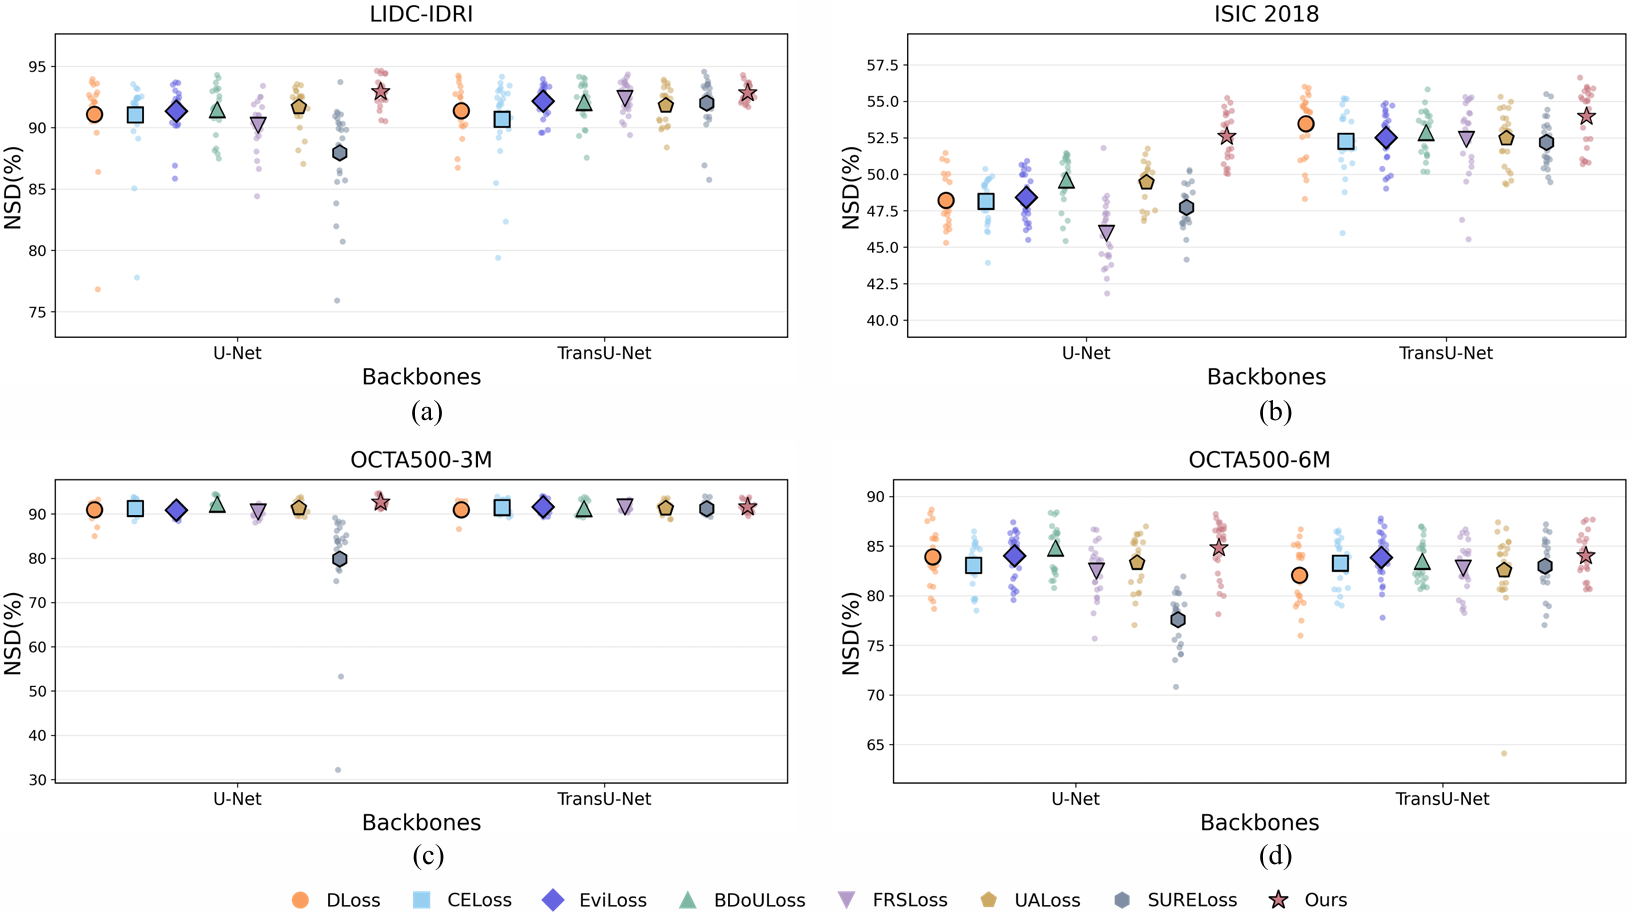 LIDC-IDRI
NSD(%)
95
90
85
80
75
U-Net
TransU-Net
Backbones
(a)
ISIC 2018
NSD(%)
57.5
55.0
52.5
50.0
47.5
45.0
42.5
40.0
U-Net
TransU-Net
Backbones
(b)
OCTA500-3M
NSD(%)
90
80
70
60
50
40
30
U-Net
TransU-Net
Backbones
(c)
OCTA500-6M
NSD(%)
90
85
80
75
70
65
U-Net
TransU-Net
Backbones
(d)
DLoss CELoss EviLoss BDoULoss FRSLoss UALoss SURELoss Ours